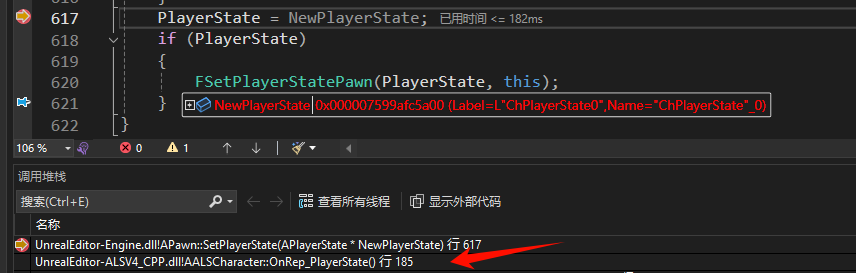 617 PlayerState = NewPlayerState; 已用时间 <= 182ms
618 if (PlayerState)
619 {
620 FSetPlayerStatePawn(PlayerState, this);
621 } NewPlayerState 0x000007599afc5a00 (Label=L"ChPlayerState0",Name="ChPlayerState"_0)
622 }
106 % 0 1
调用堆栈
搜索(Ctrl+E) 查看所有线程 显示外部代码
名称
UnrealEditor-Engine.dll!APawn::SetPlayerState(APlayerState * NewPlayerState) 行 617
UnrealEditor-ALSV4_CPP.dll!AALSCharacter::OnRep_PlayerState() 行 185